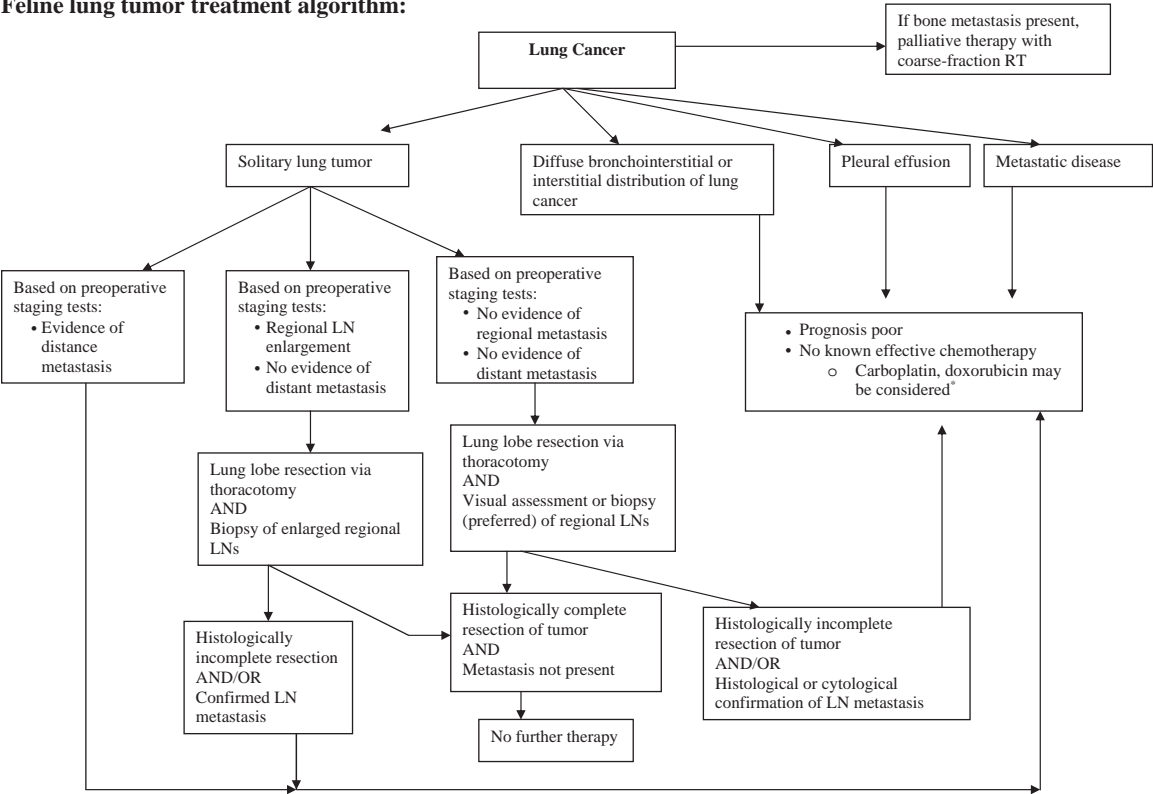 Feline lung tumor treatment algorithm:
If bone metastasis present,
palliative therapy with
coarse-fraction RT
Lung Cancer
Solitary lung tumor
Diffuse bronchointerstitial or
interstitial distribution of lung
cancer
Pleural effusion
Metastatic disease
Based on preoperative
staging tests:
• Evidence of
distance
metastasis
Based on preoperative
staging tests:
• Regional LN
enlargement
• No evidence of
distant metastasis
Based on preoperative
staging tests:
• No evidence of
regional metastasis
• No evidence of
distant metastasis
• Prognosis poor
• No known effective chemotherapy
o Carboplatin, doxorubicin may
be considered*
Lung lobe resection via
thoracotomy
AND
Biopsy of enlarged regional
LNs
Lung lobe resection via
thoracotomy
AND
Visual assessment or biopsy
(preferred) of regional LNs
Histologically
incomplete resection
AND/OR
Confirmed LN
metastasis
Histologically complete
resection of tumor
AND
Metastasis not present
Histologically incomplete
resection of tumor
AND/OR
Histological or cytological
confirmation of LN metastasis
No further therapy